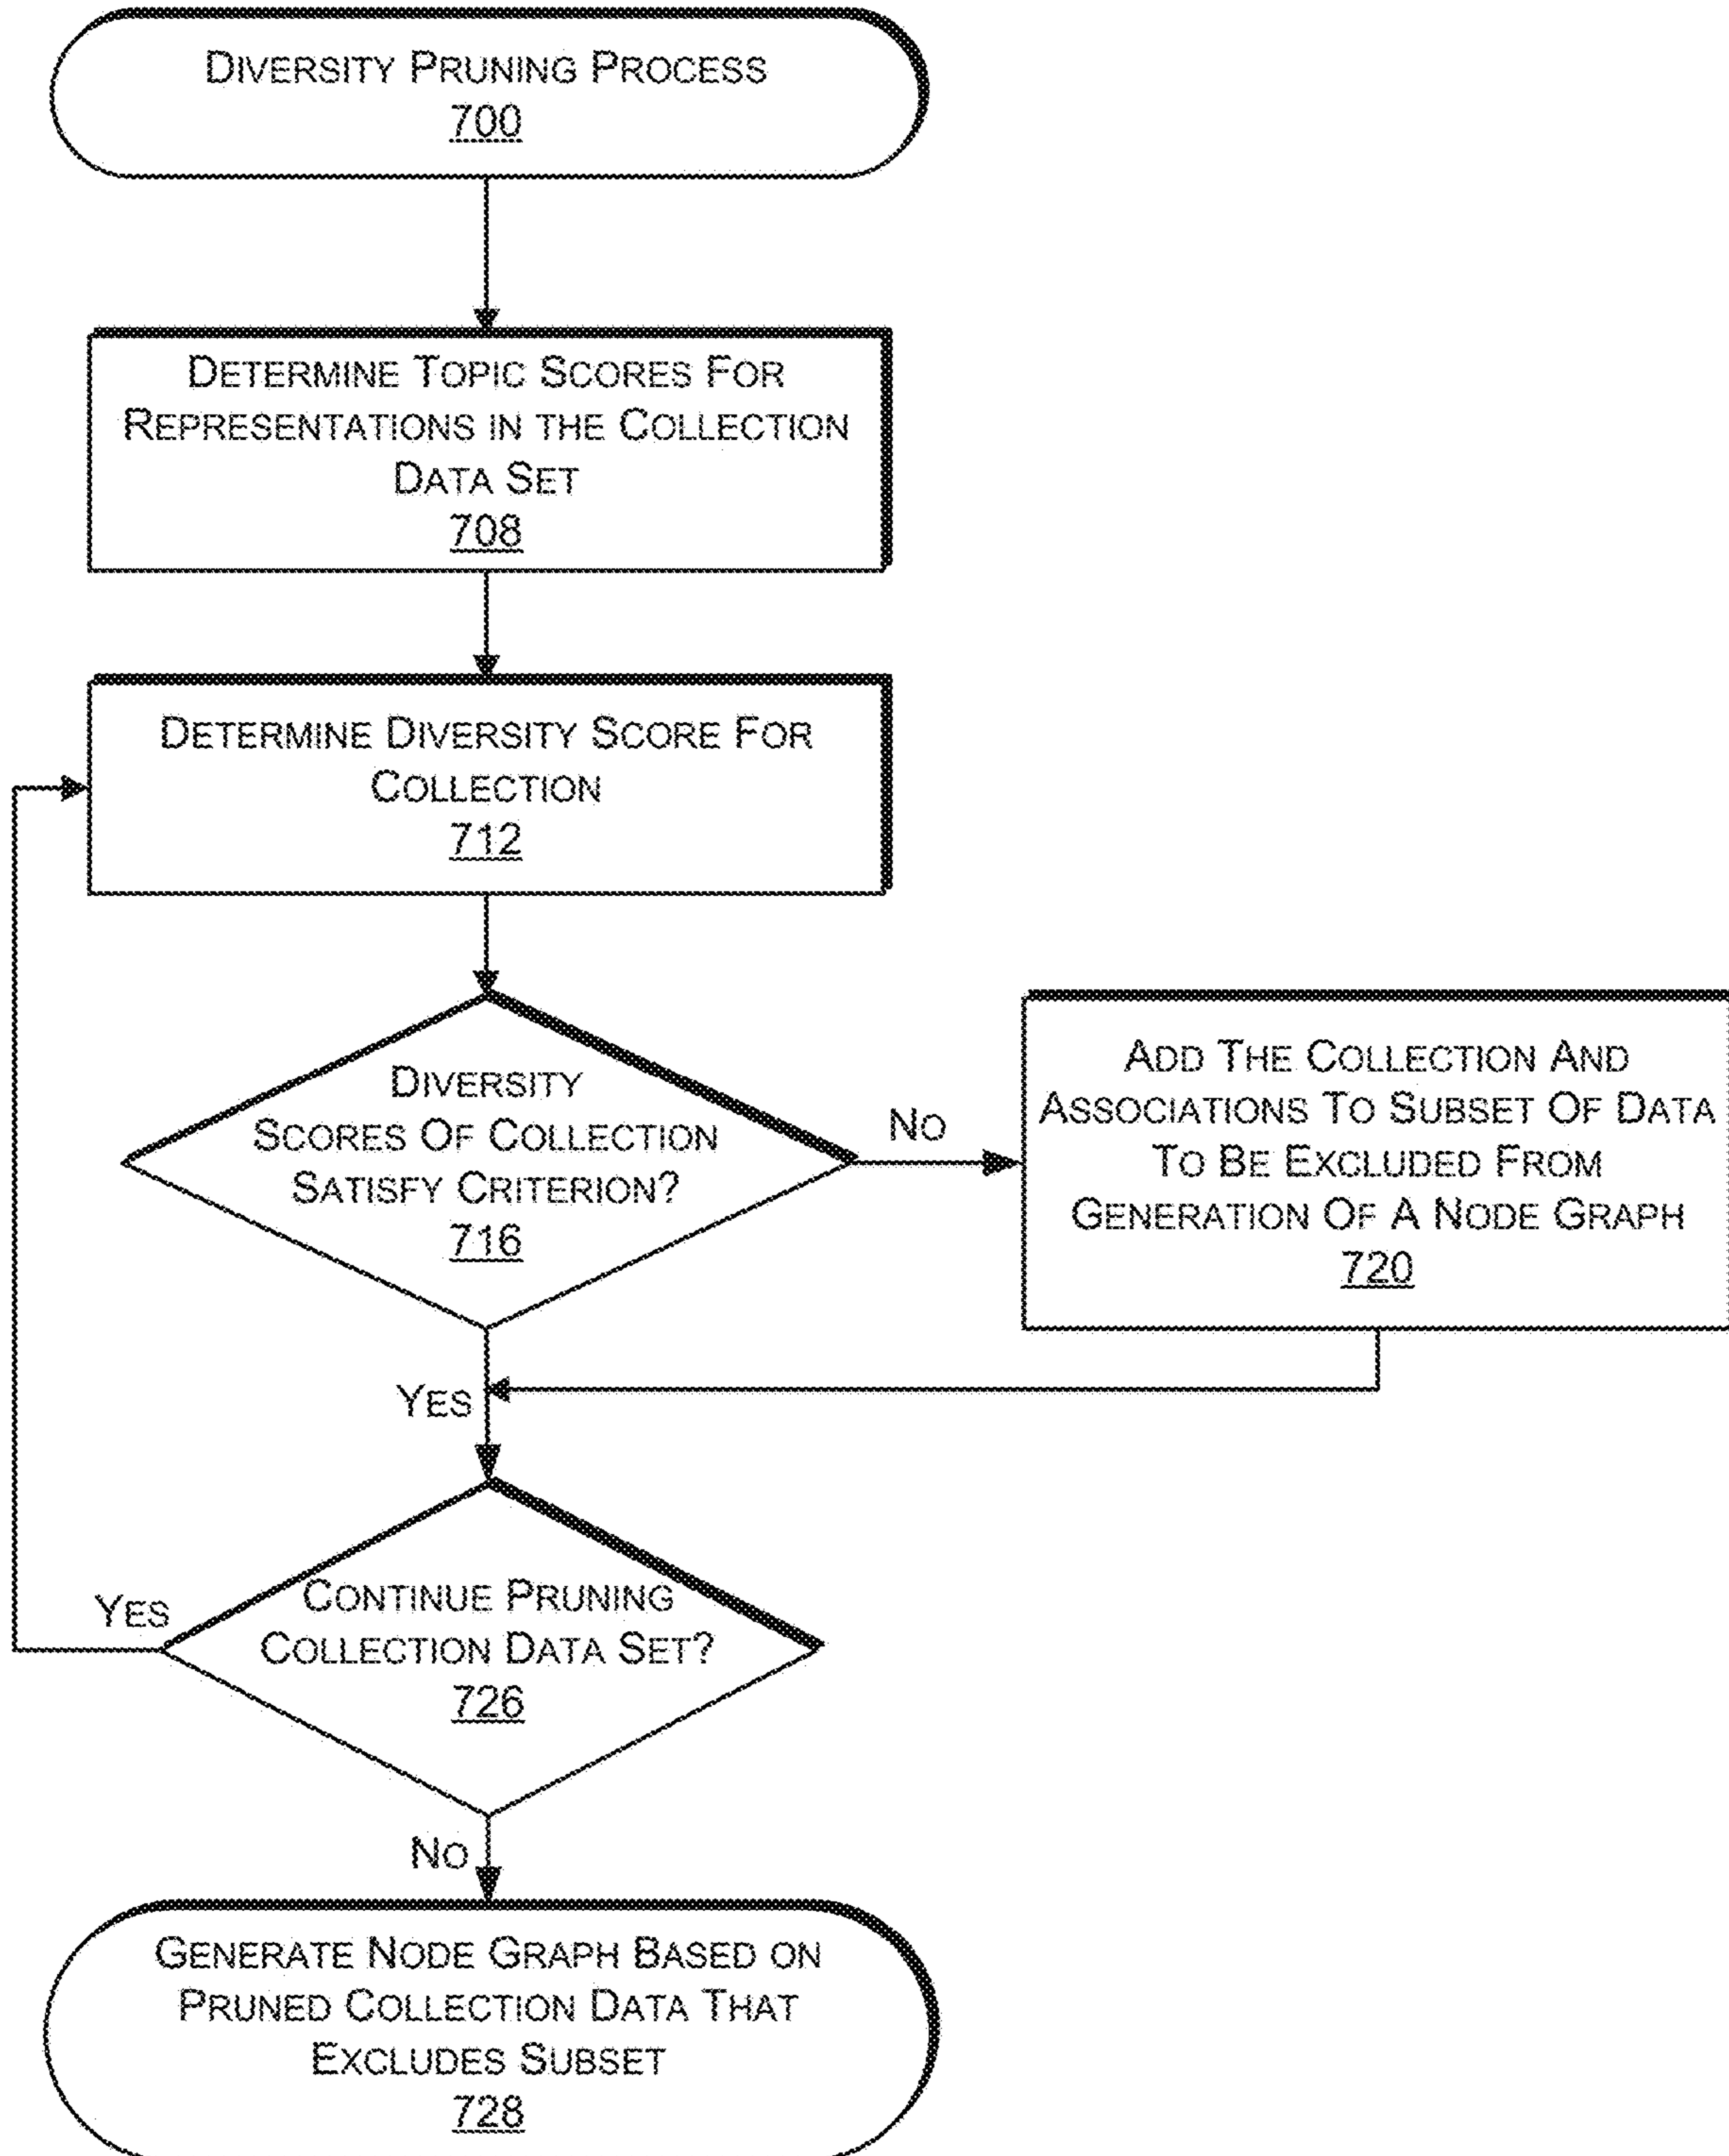 DIVERSITY PRUNING PROCESS
700
DETERMINE TOPIC SCORES FOR
REPRESENTATIONS IN THE COLLECTION
DATA SET
708
DETERMINE DIVERSITY SCORE FOR
COLLECTION
712
DIVERSITY
SCORES OF COLLECTION
SATISFY CRITERION?
716
NO
ADD THE COLLECTION AND
ASSOCIATIONS TO SUBSET OF DATA
TO BE EXCLUDED FROM
GENERATION OF A NODE GRAPH
720
YES
CONTINUE PRUNING
COLLECTION DATA SET?
726
YES
NO
GENERATE NODE GRAPH BASED ON
PRUNED COLLECTION DATA THAT
EXCLUDES SUBSET
728